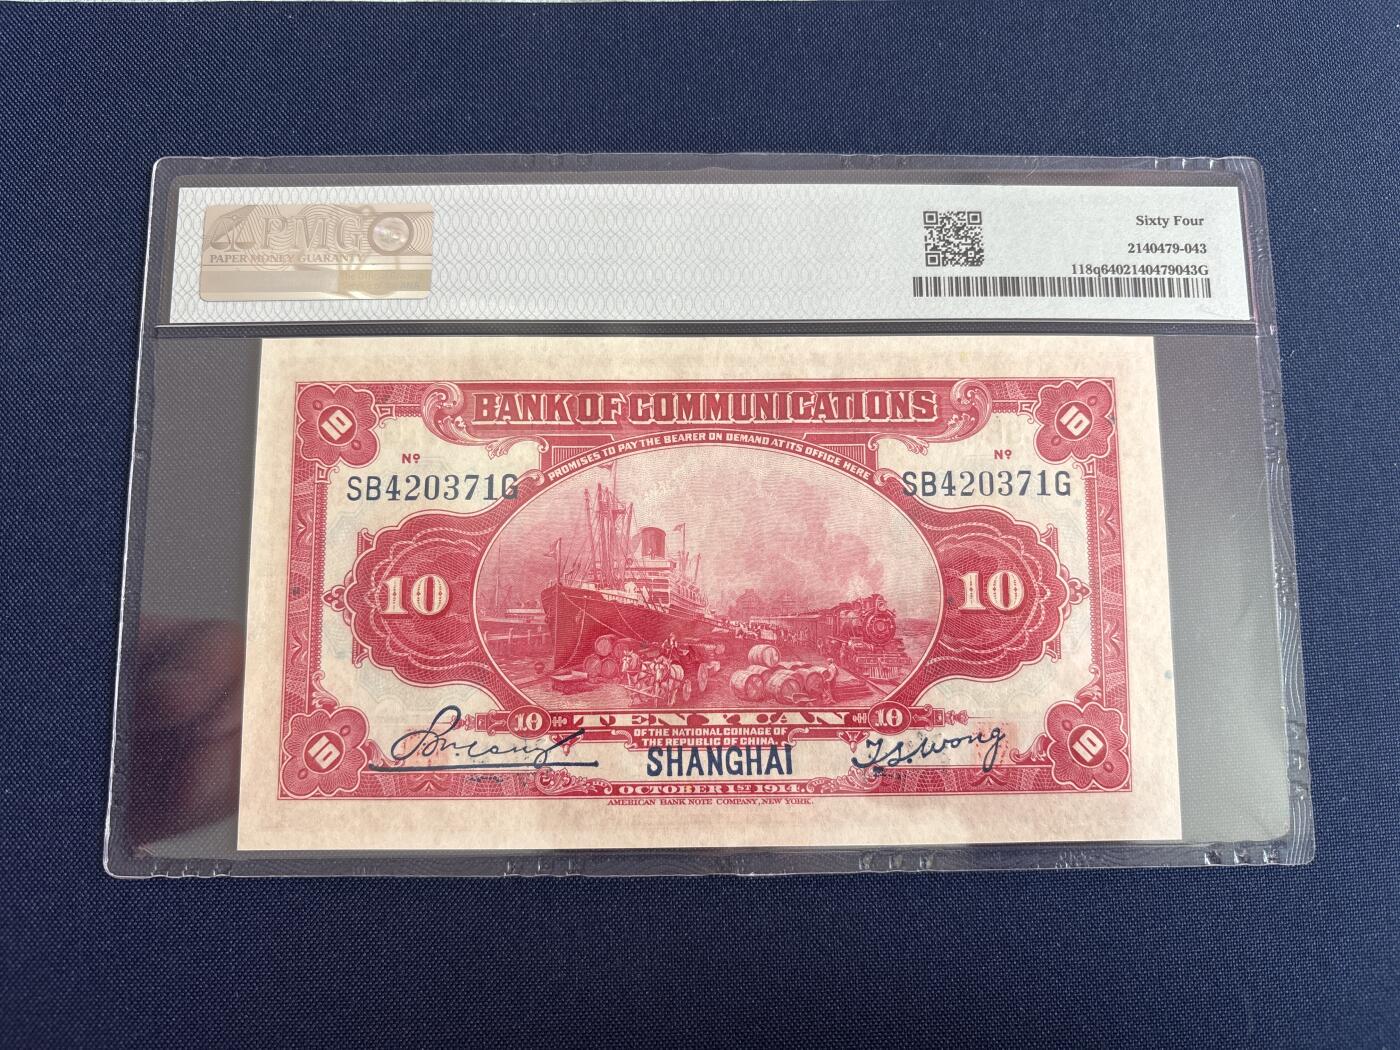 PMG
PAPER MONEY GUARANTY
Sixty Four
2140479-043
118q6402140479043G
10
BANK OF COMMUNICATIONS
10
PROMISES TO PAY THE BEARER ON DEMAND AT ITS OFFICE HERE
Nº
Nº
SB420371G
SB420371G
10
10
10 TEN YUAN 10
OF THE NATIONAL COINAGE OF
THE REPUBLIC OF CHINA.
T.S. Wong
SHANGHAI
10
10
OCTOBER 1ST 1914.
AMERICAN BANK NOTE COMPANY, NEW YORK.